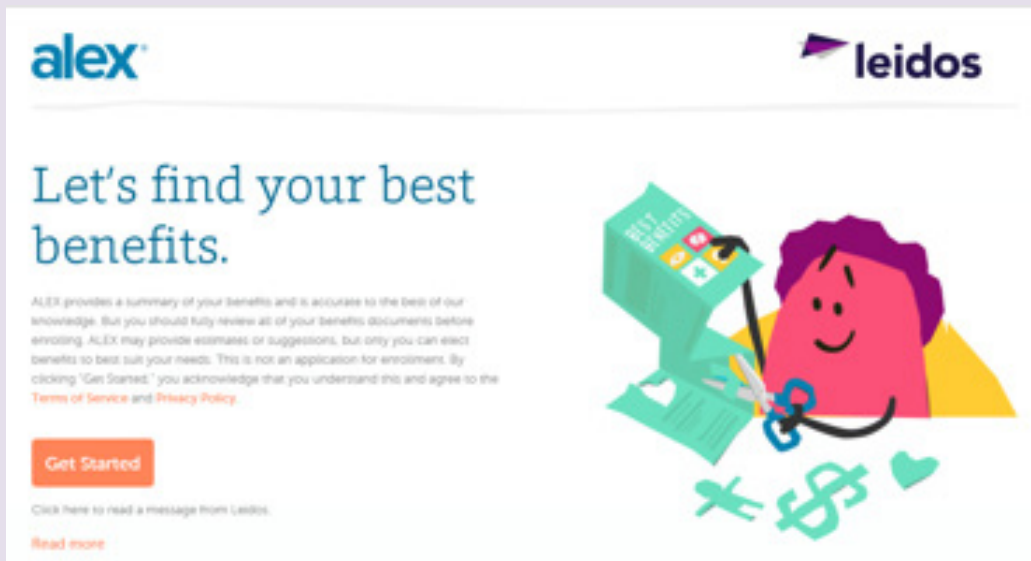 alex
leidos
Let's find your best
benefits.
ALEX provides a summary of your benefits and is accurate to the best of our
knowledge. But you should fully review all of your benefits documents before
enrolling. ALEX may provide estimates or suggestions, but only you can elect
benefits to best suit your needs. This is not an application for enrollment. By
clicking "Get Started," you acknowledge that you understand this and agree to the
Terms of Service and Privacy Policy.
Get Started
Click here to read a message from Leidos.
Read more
BEST
BENEFITS